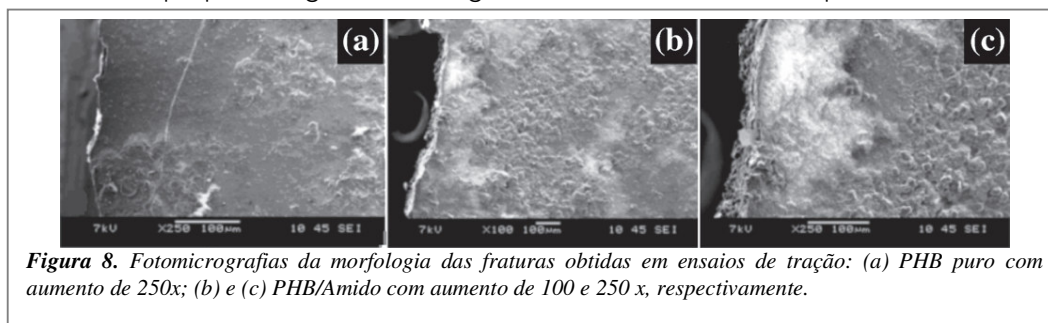 (a)
(b)
(c)
7kU X250 100µm 10 45 SEI
7kU X100 100µm 10 45 SEI
7kU X250 100µm 10 45 SEI
Figura 8. Fotomicrografias da morfologia das fraturas obtidas em ensaios de tração: (a) PHB puro com
aumento de 250x; (b) e (c) PHB/Amido com aumento de 100 e 250 x, respectivamente.